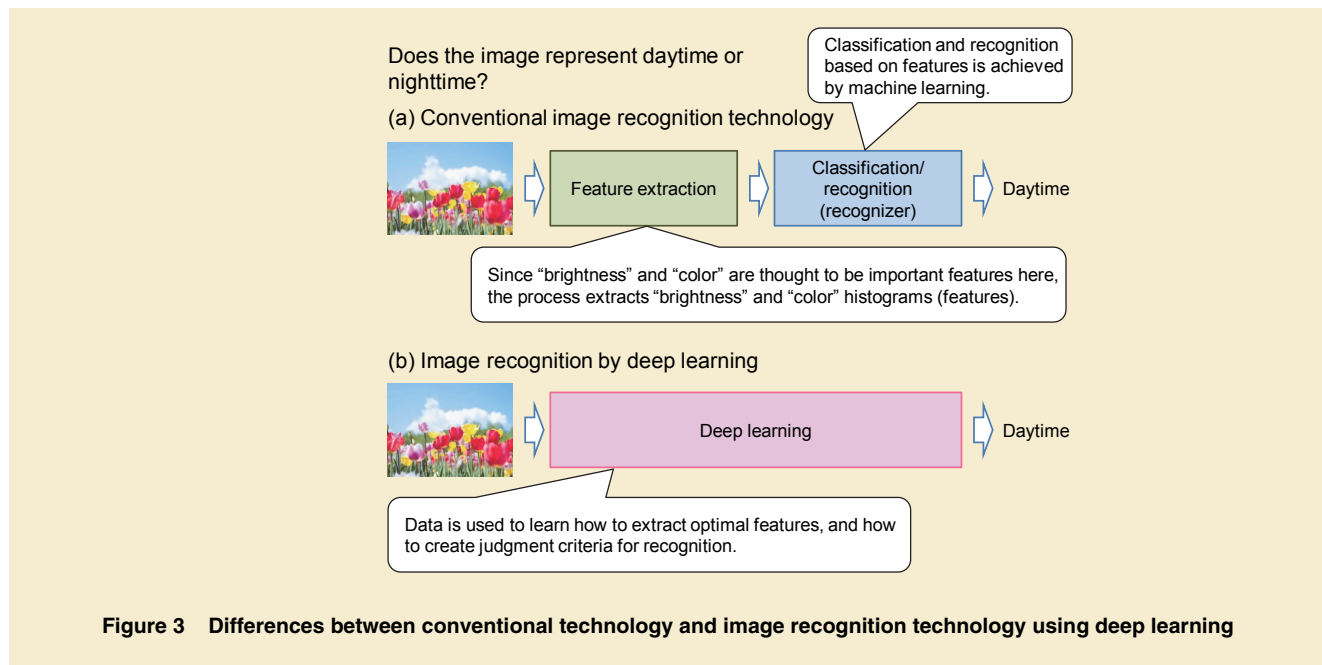 Does the image represent daytime or
nighttime?
Classification and recognition
based on features is achieved
by machine learning.
(a) Conventional image recognition technology
Feature extraction
Classification/
recognition
(recognizer)
Daytime
Since “brightness” and “color” are thought to be important features here,
the process extracts “brightness” and “color” histograms (features).
(b) Image recognition by deep learning
Deep learning
Daytime
Data is used to learn how to extract optimal features, and how
to create judgment criteria for recognition.
Figure 3 Differences between conventional technology and image recognition technology using deep learning